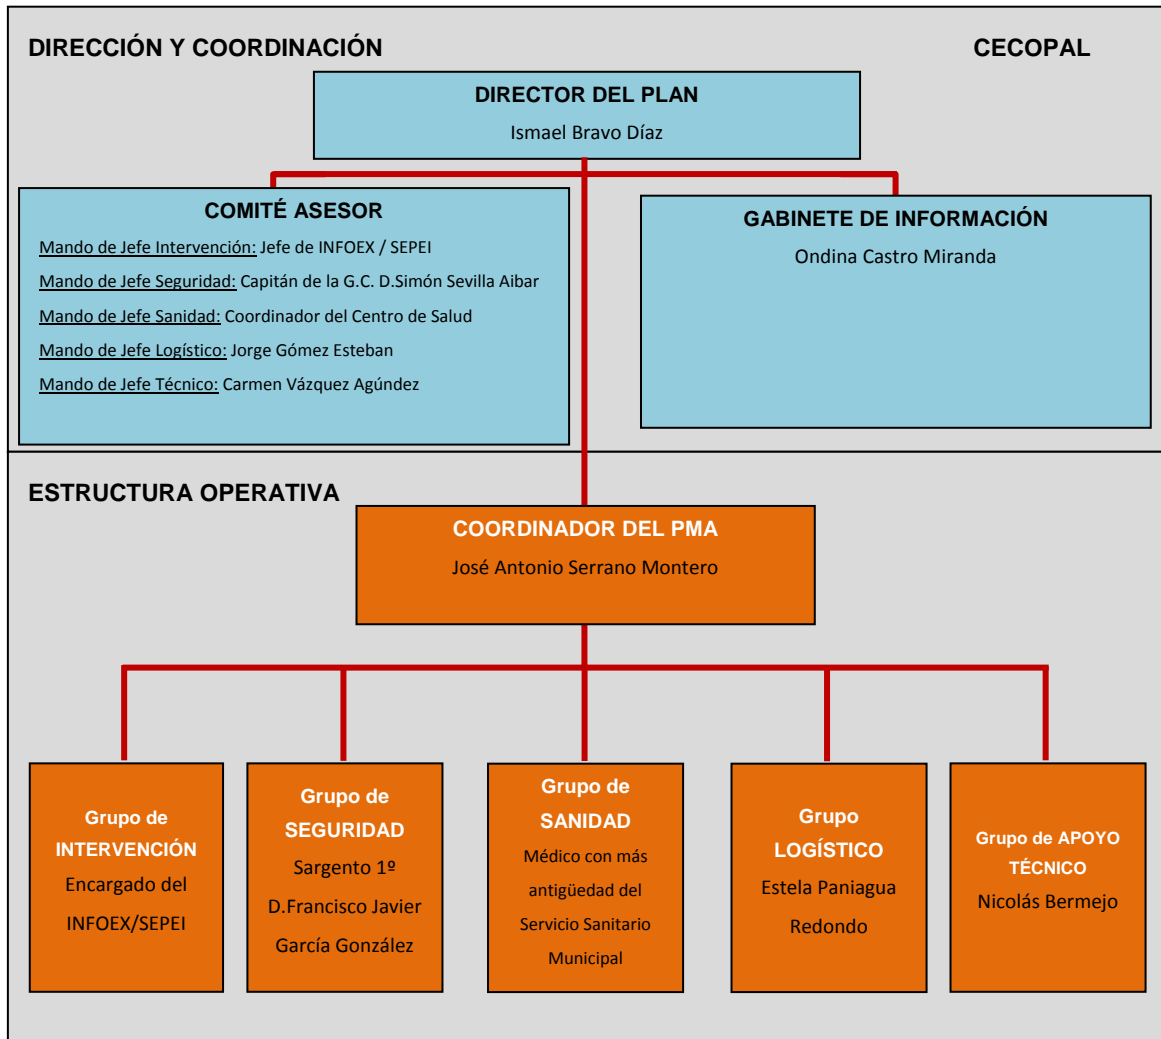 DIRECCIÓN Y COORDINACIÓN
CECOPAL
DIRECTOR DEL PLAN
Ismael Bravo Díaz
COMITÉ ASESOR
Mando de Jefe Intervención: Jefe de INFOEX / SEPEI
Mando de Jefe Seguridad: Capitán de la G.C. D.Simón Sevilla Aibar
Mando de Jefe Sanidad: Coordinador del Centro de Salud
Mando de Jefe Logístico: Jorge Gómez Esteban
Mando de Jefe Técnico: Carmen Vázquez Agúndez
GABINETE DE INFORMACIÓN
Ondina Castro Miranda
ESTRUCTURA OPERATIVA
COORDINADOR DEL PMA
José Antonio Serrano Montero
Grupo de
INTERVENCIÓN
Encargado del
INFOEX/SEPEI
Grupo de
SEGURIDAD
Sargento 1º
D.Francisco Javier
García González
Grupo de
SANIDAD
Médico con más
antigüedad del
Servicio Sanitario
Municipal
Grupo
LOGÍSTICO
Estela Paniagua
Redondo
Grupo de APOYO
TÉCNICO
Nicolás Bermejo